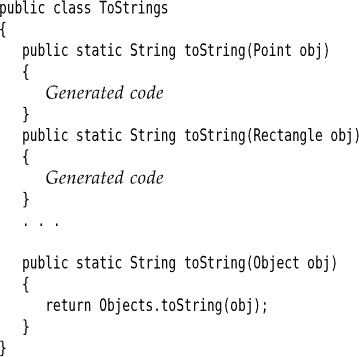 public class ToStrings
{
public static String toString(Point obj)
{
Generated code
}
public static String toString(Rectangle obj)
{
Generated code
}
. . .
public static String toString(Object obj)
{
return Objects.toString(obj);
}
}